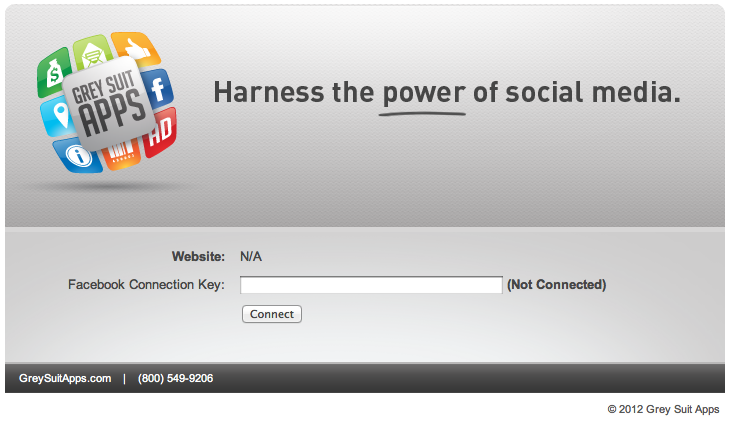 GREY SUIT
APPS
AD
Harness the power of social media.
Website: N/A
Facebook Connection Key: (Not Connected)
Connect
GreySuitApps.com | (800) 549-9206
© 2012 Grey Suit Apps